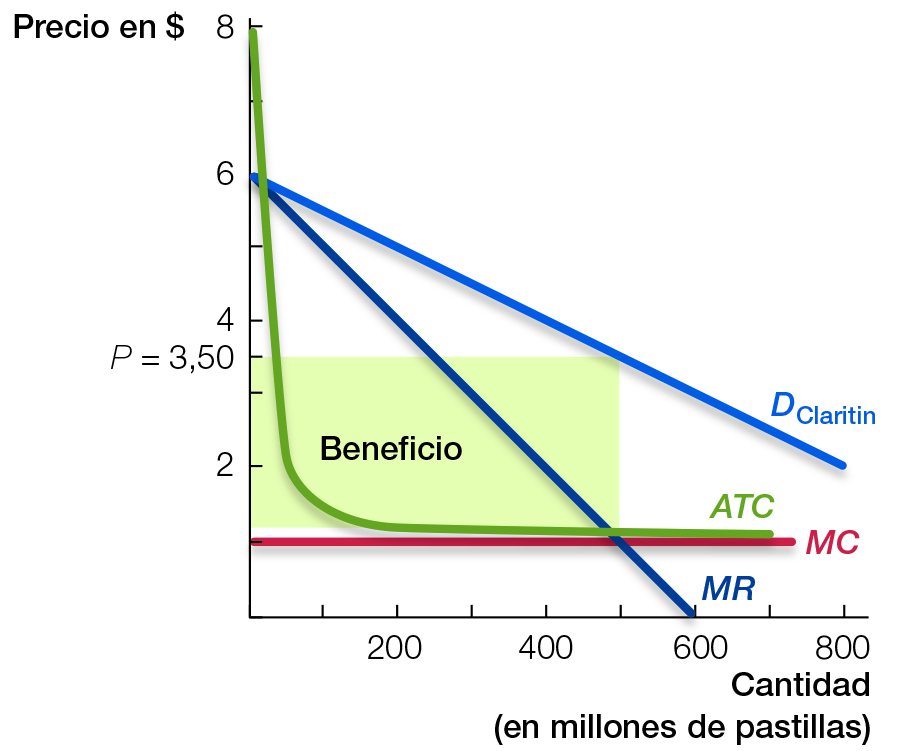 Precio en $
8
6
4
P = 3,50
2
Beneficio
D Claritin
ATC
MC
MR
200 400 600 800
Cantidad
(en millones de pastillas)